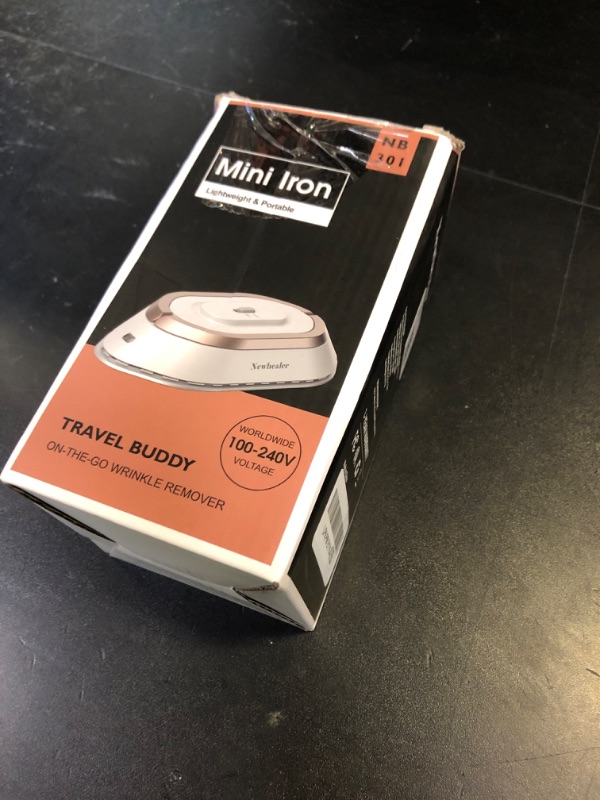 NB
301
Mini Iron
Lightweight & Portable
Newbealer
TRAVEL BUDDY
ON-THE-GO WRINKLE REMOVER
WORLDWIDE
100-240V
VOLTAGE